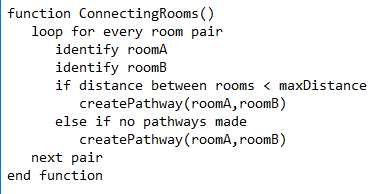 function ConnectingRooms()
   loop for every room pair
      identify roomA
      identify roomB
      if distance between rooms < maxDistance
         createPathway(roomA,roomB)
      else if no pathways made
         createPathway(roomA,roomB)
   next pair
end function